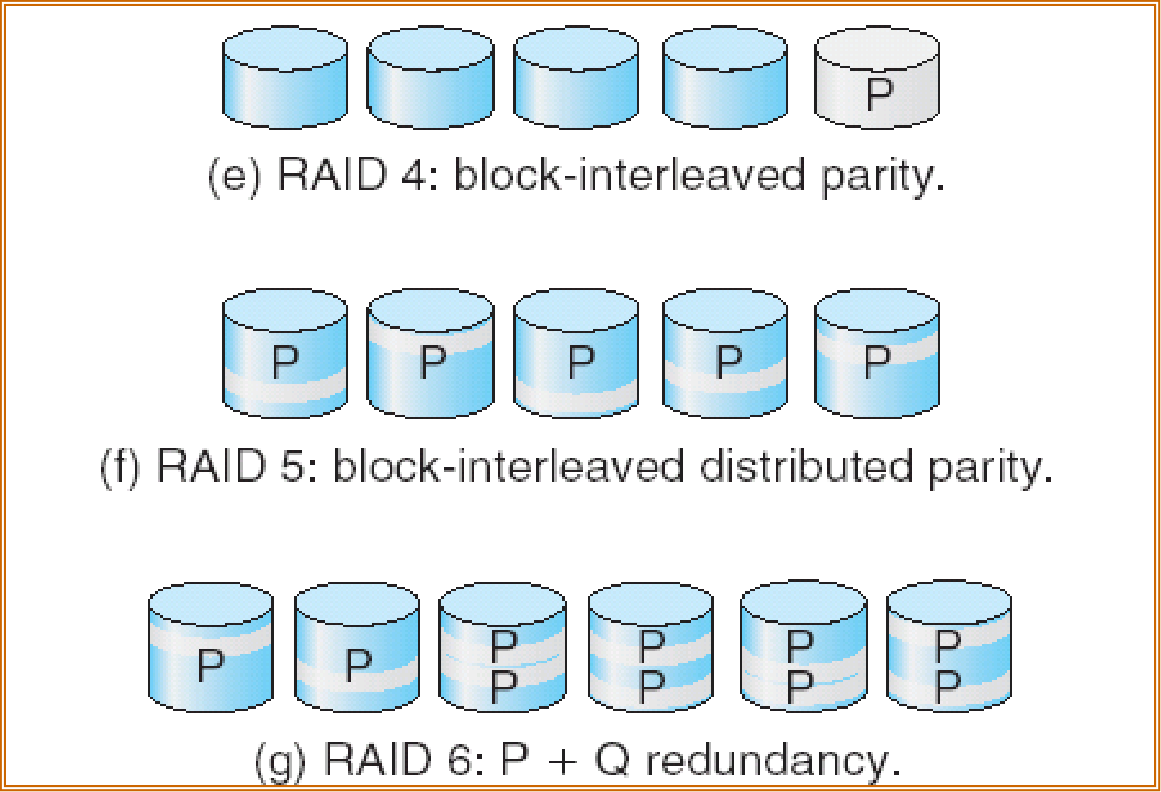 P
(e) RAID 4: block-interleaved parity.
P P P P P
(f) RAID 5: block-interleaved distributed parity.
P P P P P P
P P P P
(g) RAID 6: P + Q redundancy.